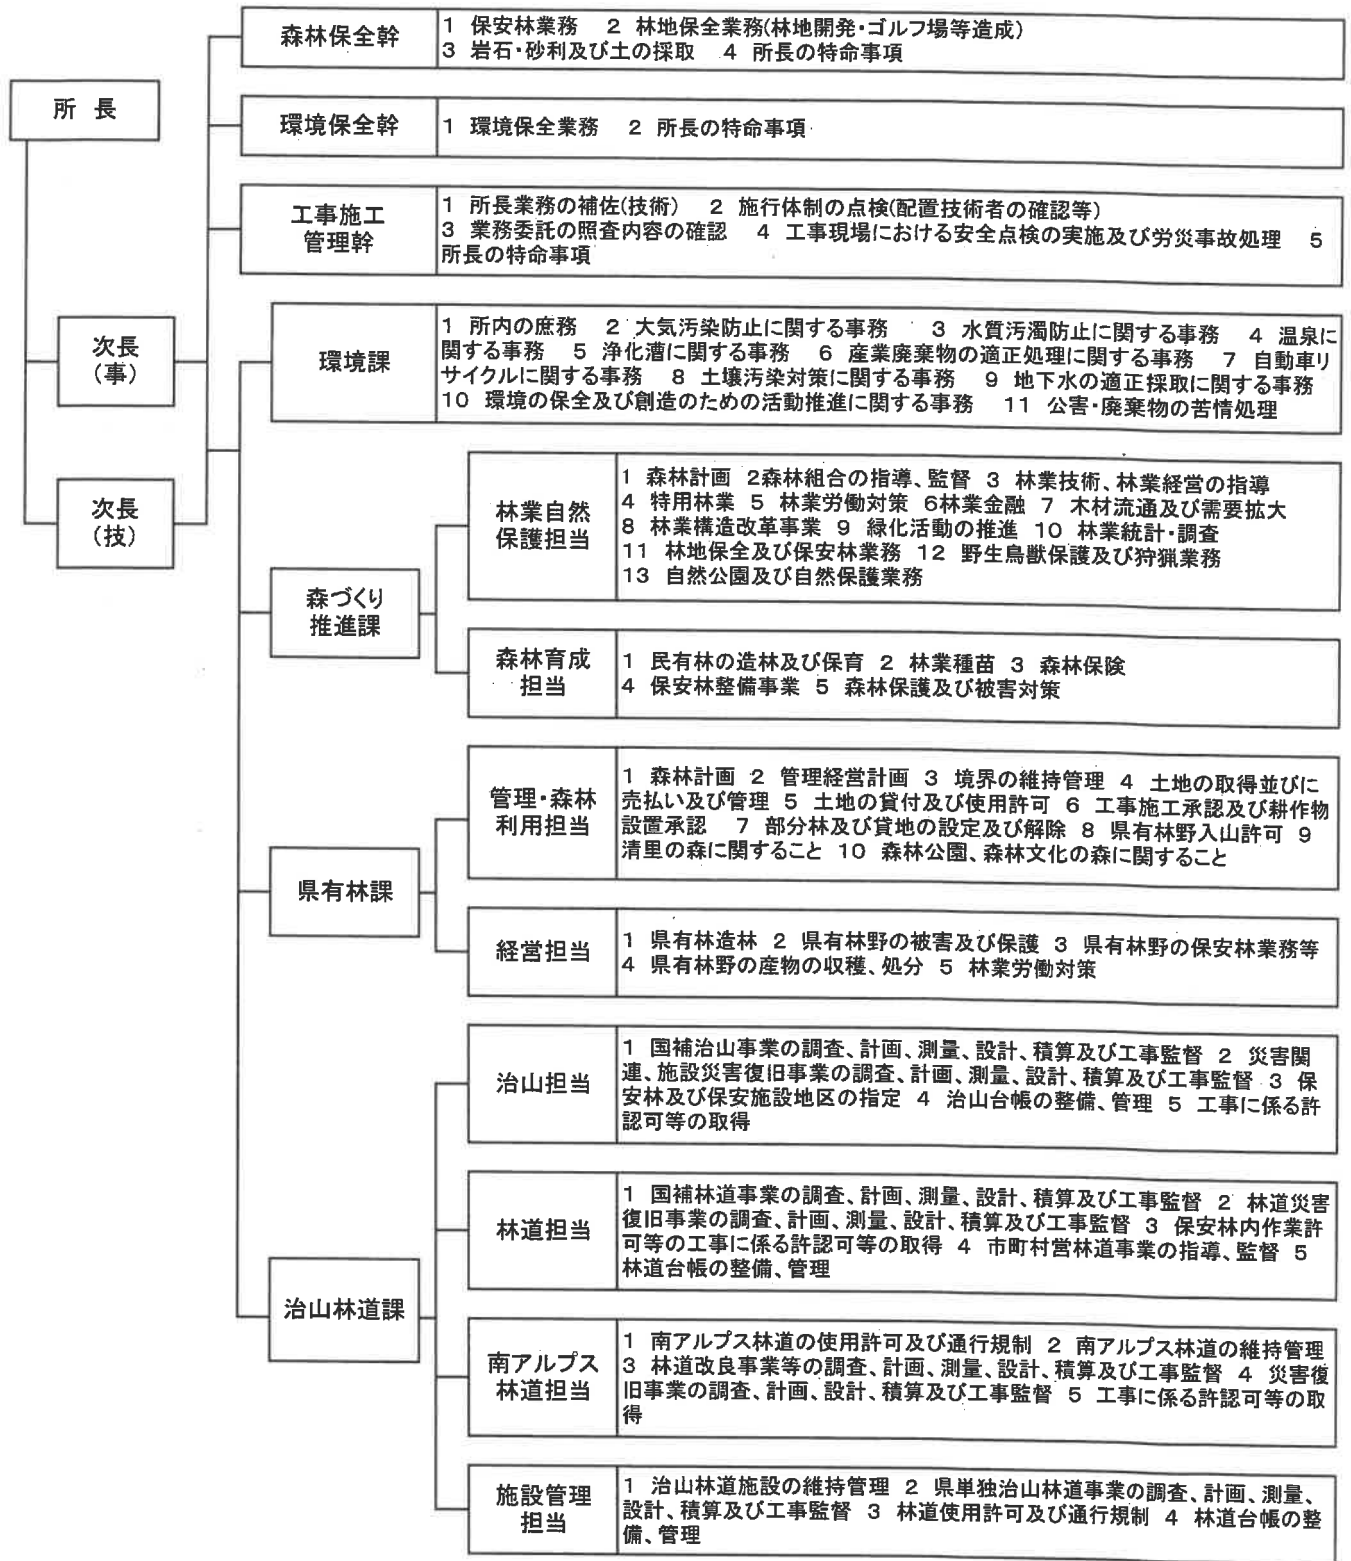 所 長
次長
(事)
次長
(技)
森林保全幹
1 保安林業務 2 林地保全業務(林地開発・ゴルフ場等造成)
3 岩石・砂利及び土の採取 4 所長の特命事項
環境保全幹
1 環境保全業務 2 所長の特命事項
工事施工
管理幹
1 所長業務の補佐(技術) 2 施行体制の点検(配置技術者の確認等)
3 業務委託の照査内容の確認 4 工事現場における安全点検の実施及び労災事故処理 5
所長の特命事項
環境課
1 所内の庶務 2 大気汚染防止に関する事務 3 水質汚濁防止に関する事務 4 温泉に
関する事務 5 浄化漕に関する事務 6 産業廃棄物の適正処理に関する事務 7 自動車リ
サイクルに関する事務 8 土壌汚染対策に関する事務 9 地下水の適正採取に関する事務
10 環境の保全及び創造のための活動推進に関する事務 11 公害・廃棄物の苦情処理
森づくり
推進課
林業自然
保護担当
1 森林計画 2森林組合の指導、監督 3 林業技術、林業経営の指導
4 特用林業 5 林業労働対策 6林業金融 7 木材流通及び需要拡大
8 林業構造改革事業 9 緑化活動の推進 10 林業統計・調査
11 林地保全及び保安林業務 12 野生鳥獣保護及び狩猟業務
13 自然公園及び自然保護業務
森林育成
担当
1 民有林の造林及び保育 2 林業種苗 3 森林保険
4 保安林整備事業 5 森林保護及び被害対策
県有林課
管理・森林
利用担当
1 森林計画 2 管理経営計画 3 境界の維持管理 4 土地の取得並びに
売払い及び管理 5 土地の貸付及び使用許可 6 工事施工承認及び耕作物
設置承認 7 部分林及び貸地の設定及び解除 8 県有林野入山許可 9
清里の森に関すること 10 森林公園、森林文化の森に関すること
経営担当
1 県有林造林 2 県有林野の被害及び保護 3 県有林野の保安林業務等
4 県有林野の産物の収穫、処分 5 林業労働対策
治山林道課
治山担当
1 国補治山事業の調査、計画、測量、設計、積算及び工事監督 2 災害関
連、施設災害復旧事業の調査、計画、測量、設計、積算及び工事監督 3 保
安林及び保安施設地区の指定 4 治山台帳の整備、管理 5 工事に係る許
認可等の取得
林道担当
1 国補林道事業の調査、計画、測量、設計、積算及び工事監督 2 林道災害
復旧事業の調査、計画、測量、設計、積算及び工事監督 3 保安林内作業許
可等の工事に係る許認可等の取得 4 市町村営林道事業の指導、監督 5
林道台帳の整備、管理
南アルプス
林道担当
1 南アルプス林道の使用許可及び通行規制 2 南アルプス林道の維持管理
3 林道改良事業等の調査、計画、測量、設計、積算及び工事監督 4 災害復
旧事業の調査、計画、設計、積算及び工事監督 5 工事に係る許認可等の取
得
施設管理
担当
1 治山林道施設の維持管理 2 県単独治山林道事業の調査、計画、測量、
設計、積算及び工事監督 3 林道使用許可及び通行規制 4 林道台帳の整
備、管理